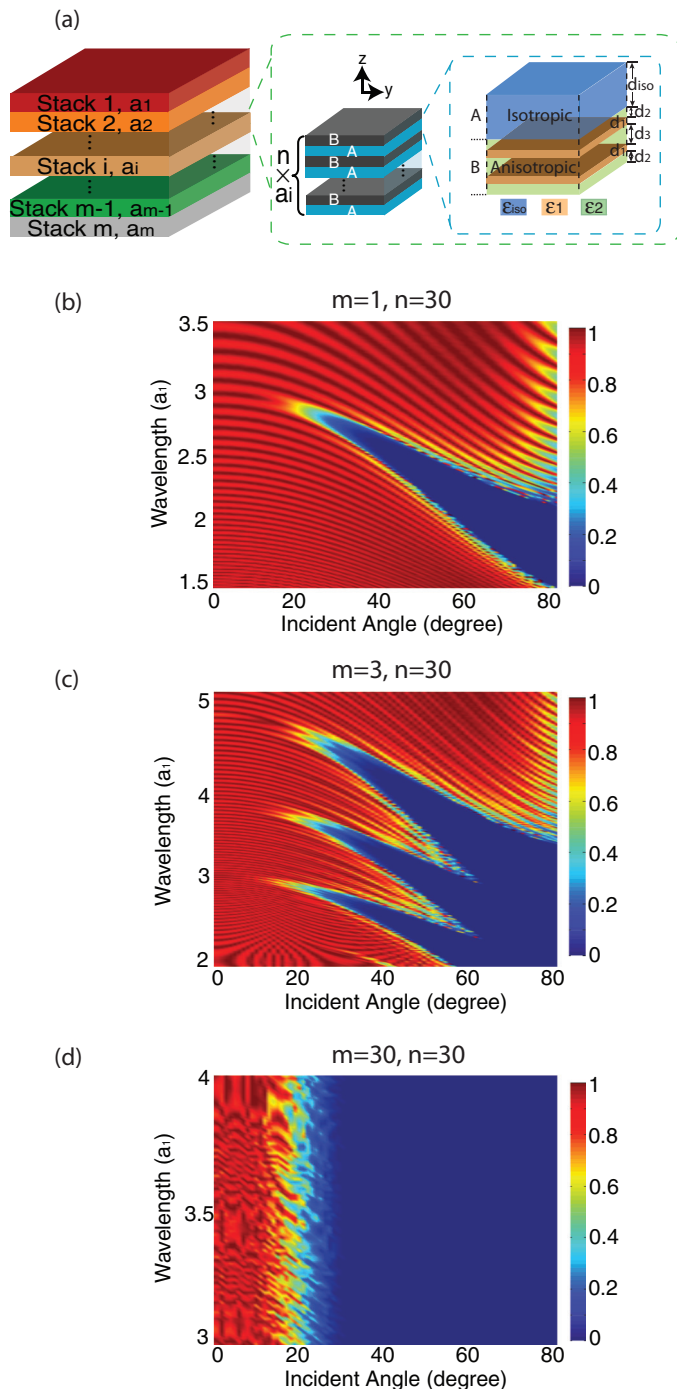 (a)
Stack 1, a1
Stack 2, a2
Stack i, ai
Stack m-1, am-1
Stack m, am
z
y
n × ai
B
A
B
A
B
A
A
B
Isotropic
Anisotropic
diso
d2
d1
d3
d1
d2
εiso
ε1
ε2
(b)
m=1, n=30
Wavelength (a1)
3.5
3
2.5
2
1.5
0 20 40 60 80
Incident Angle (degree)
1
0.8
0.6
0.4
0.2
0
(c)
m=3, n=30
Wavelength (a1)
5
4
3
2
0 20 40 60 80
Incident Angle (degree)
1
0.8
0.6
0.4
0.2
0
(d)
m=30, n=30
Wavelength (a1)
4
3.5
3
0 20 40 60 80
Incident Angle (degree)
1
0.8
0.6
0.4
0.2
0